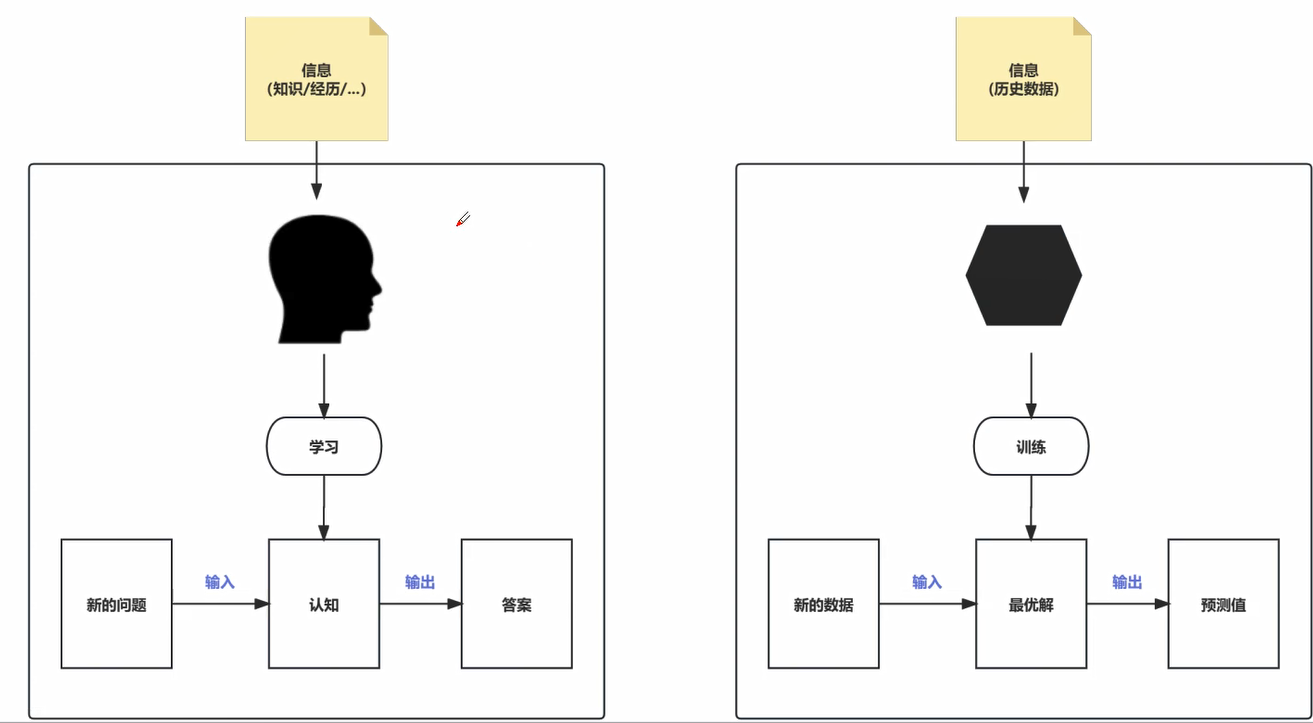 信息
（知识/经历/...）
学习
新的问题
输入
认知
输出
答案
信息
（历史数据）
训练
新的数据
输入
最优解
输出
预测值